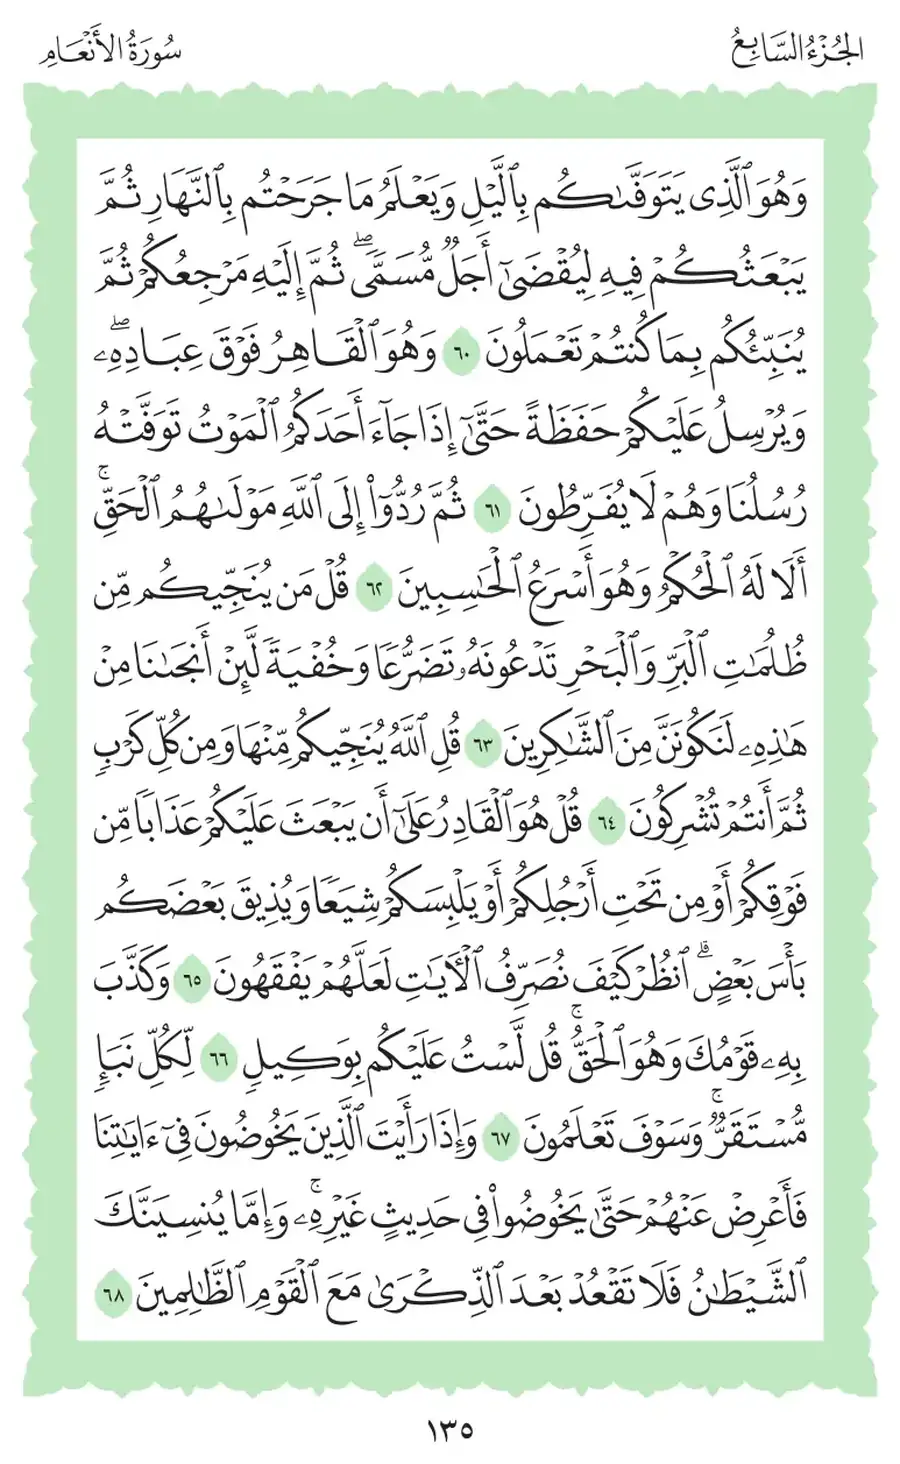 الجُزْءُ السَّابِعُ
سُورَةُ الأَنْعَامِ
وَهُوَ ٱلَّذِى يَتَوَفَّىٰكُم بِٱلَّيْلِ وَيَعْلَمُ مَا جَرَحْتُم بِٱلنَّهَارِ ثُمَّ
يَبْعَثُكُمْ فِيهِ لِيُقْضَىٰٓ أَجَلٌ مُّسَمًّى ۖ ثُمَّ إِلَيْهِ مَرْجِعُكُمْ ثُمَّ
يُنَبِّئُكُم بِمَا كُنتُمْ تَعْمَلُونَ ٦٠ وَهُوَ ٱلْقَاهِرُ فَوْقَ عِبَادِهِۦ ۖ
وَيُرْسِلُ عَلَيْكُمْ حَفَظَةً حَتَّىٰٓ إِذَا جَآءَ أَحَدَكُمُ ٱلْمَوْتُ تَوَفَّتْهُ
رُسُلُنَا وَهُمْ لَا يُفَرِّطُونَ ٦١ ثُمَّ رُدُّوٓا۟ إِلَى ٱللَّهِ مَوْلَىٰهُمُ ٱلْحَقِّ ۚ
أَلَا لَهُ ٱلْحُكْمُ وَهُوَ أَسْرَعُ ٱلْحَـٰسِبِينَ ٦٢ قُلْ مَن يُنَجِّيكُم مِّن
ظُلُمَـٰتِ ٱلْبَرِّ وَٱلْبَحْرِ تَدْعُونَهُۥ تَضَرُّعًا وَخُفْيَةً لَّئِنْ أَنجَىٰنَا مِنْ
هَـٰذِهِۦ لَنَكُونَنَّ مِنَ ٱلشَّـٰكِرِينَ ٦٣ قُلِ ٱللَّهُ يُنَجِّيكُم مِّنْهَا وَمِن كُلِّ كَرْبٍ
ثُمَّ أَنتُمْ تُشْرِكُونَ ٦٤ قُلْ هُوَ ٱلْقَادِرُ عَلَىٰٓ أَن يَبْعَثَ عَلَيْكُمْ عَذَابًا مِّن
فَوْقِكُمْ أَوْ مِن تَحْتِ أَرْجُلِكُمْ أَوْ يَلْبِسَكُمْ شِيَعًا وَيُذِيقَ بَعْضَكُم
بَأْسَ بَعْضٍ ۗ ٱنظُرْ كَيْفَ نُصَرِّفُ ٱلْـَٔايَـٰتِ لَعَلَّهُمْ يَفْقَهُونَ ٦٥ وَكَذَّبَ
بِهِۦ قَوْمُكَ وَهُوَ ٱلْحَقُّ ۚ قُل لَّسْتُ عَلَيْكُم بِوَكِيلٍ ٦٦ لِّكُلِّ نَبَإٍ
مُّسْتَقَرٌّ ۚ وَسَوْفَ تَعْلَمُونَ ٦٧ وَإِذَا رَأَيْتَ ٱلَّذِينَ يَخُوضُونَ فِىٓ ءَايَـٰتِنَا
فَأَعْرِضْ عَنْهُمْ حَتَّىٰ يَخُوضُوا۟ فِى حَدِيثٍ غَيْرِهِۦ ۚ وَإِمَّا يُنسِيَنَّكَ
ٱلشَّيْطَـٰنُ فَلَا تَقْعُدْ بَعْدَ ٱلذِّكْرَىٰ مَعَ ٱلْقَوْمِ ٱلظَّـٰلِمِينَ ٦٨
١٣٥